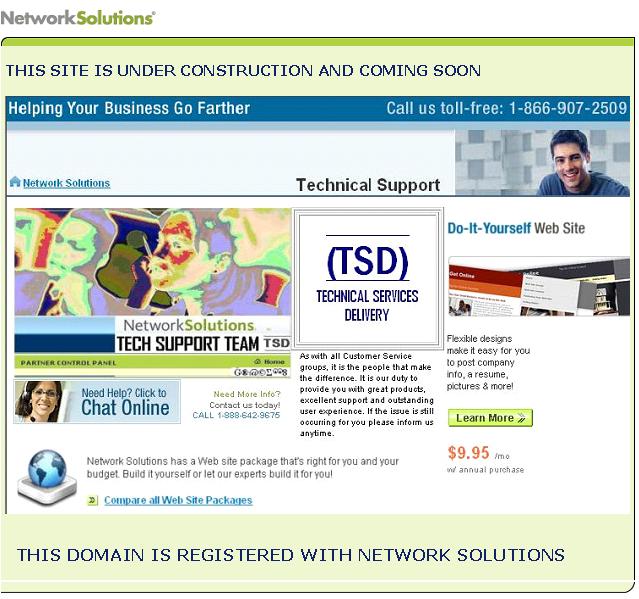 NetworkSolutions
THIS SITE IS UNDER CONSTRUCTION AND COMING SOON
Helping Your Business Go Farther
Call us toll-free: 1-866-907-2509
Network Solutions
Technical Support
(TSD)
TECHNICAL SERVICES
DELIVERY
NetworkSolutions
TECH SUPPORT TEAM TSD
PARTNER CONTROL PANEL
Home
Need Help? Click to
Chat Online
Need More Info?
Contact us today!
CALL 1-888-642-9675
As with all Customer Service
groups, it is the people that make
the difference. It is our duty to
provide you with great products,
excellent support and outstanding
user experience. If the issue is still
occurring for you please inform us
anytime.
Do-It-Yourself Web Site
Get Online
Flexible designs
make it easy for you
to post company
info, a resume,
pictures & more!
Learn More
$9.95 /mo
w/ annual purchase
Network Solutions has a Web site package that's right for you and your
budget. Build it yourself or let our experts build it for you!
Compare all Web Site Packages
THIS DOMAIN IS REGISTERED WITH NETWORK SOLUTIONS